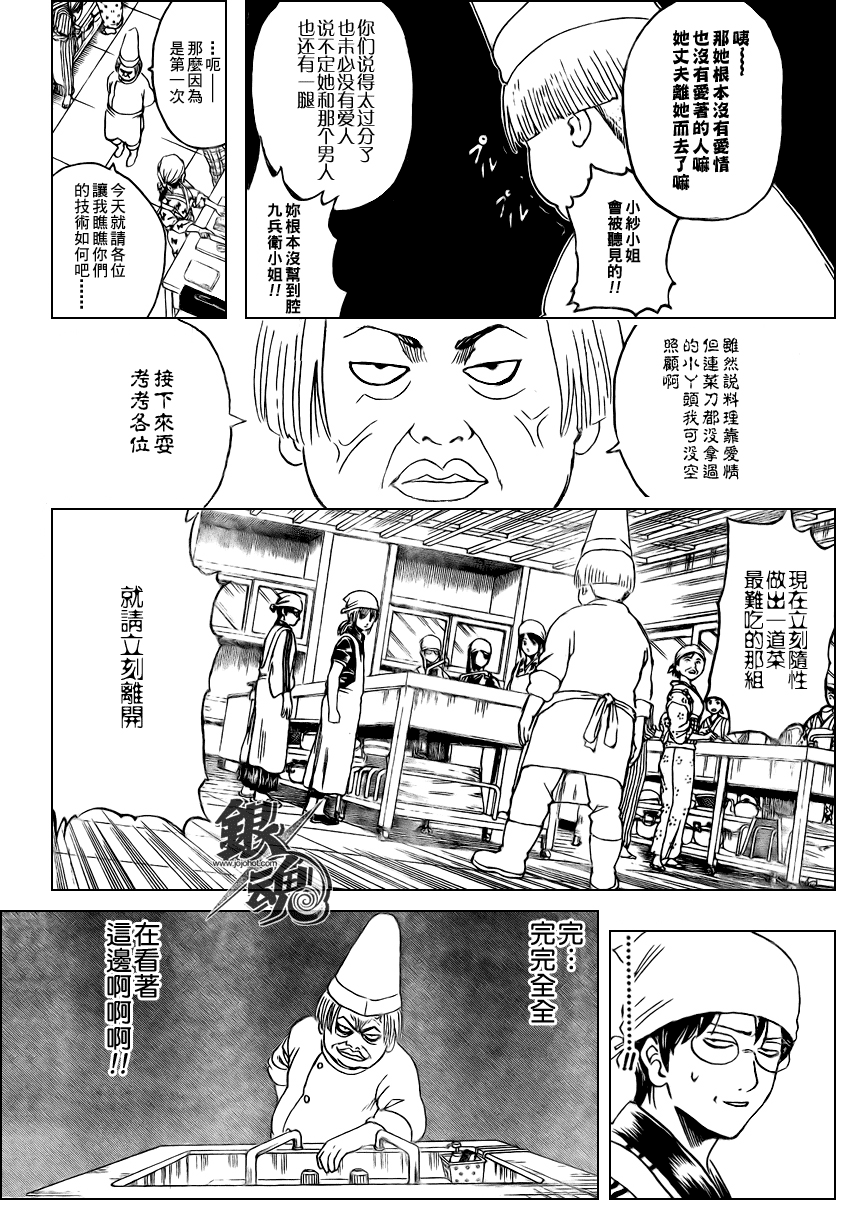 咦～～
那她根本沒有愛情
也沒有愛著的人嘛
她丈夫離她而去了嘛
小紗小姐
會被聽見的!!
你们说得太过分了
也未必没有爱人
说不定她和那个男人
也还有一腿
妳根本沒幫到腔
九兵衛小姐!!
…呃──
那麼因為
是第一次
今天就請各位
讓我瞧瞧你們
的技術如何吧……
雖然說料理靠愛情
但連菜刀都没拿過
的小丫頭我可没空
照顧啊
接下來要
考考各位
現在立刻隨性
做出一道菜
最難吃的那組
就請立刻離開
銀魂
www.jojohot.com
…………!!
完…
完完全全
在看著
這邊啊啊啊!!